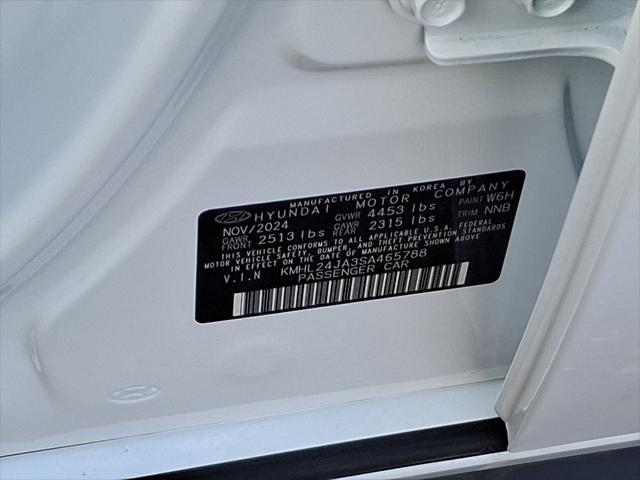 MANUFACTURED IN KOREA BY
HYUNDAI MOTOR COMPANY
NOV/2024 GVWR 4453 lbs PAINT W6H
GAWR FRONT 2513 lbs GAWR REAR 2315 lbs TRIM NNB
THIS VEHICLE CONFORMS TO ALL APPLICABLE U.S.A. FEDERAL
MOTOR VEHICLE SAFETY, BUMPER, AND THEFT PREVENTION STANDARDS
IN EFFECT ON THE DATE OF MANUFACTURE SHOWN ABOVE.
V.I.N KMHL24JA3SA465788
PASSENGER CAR